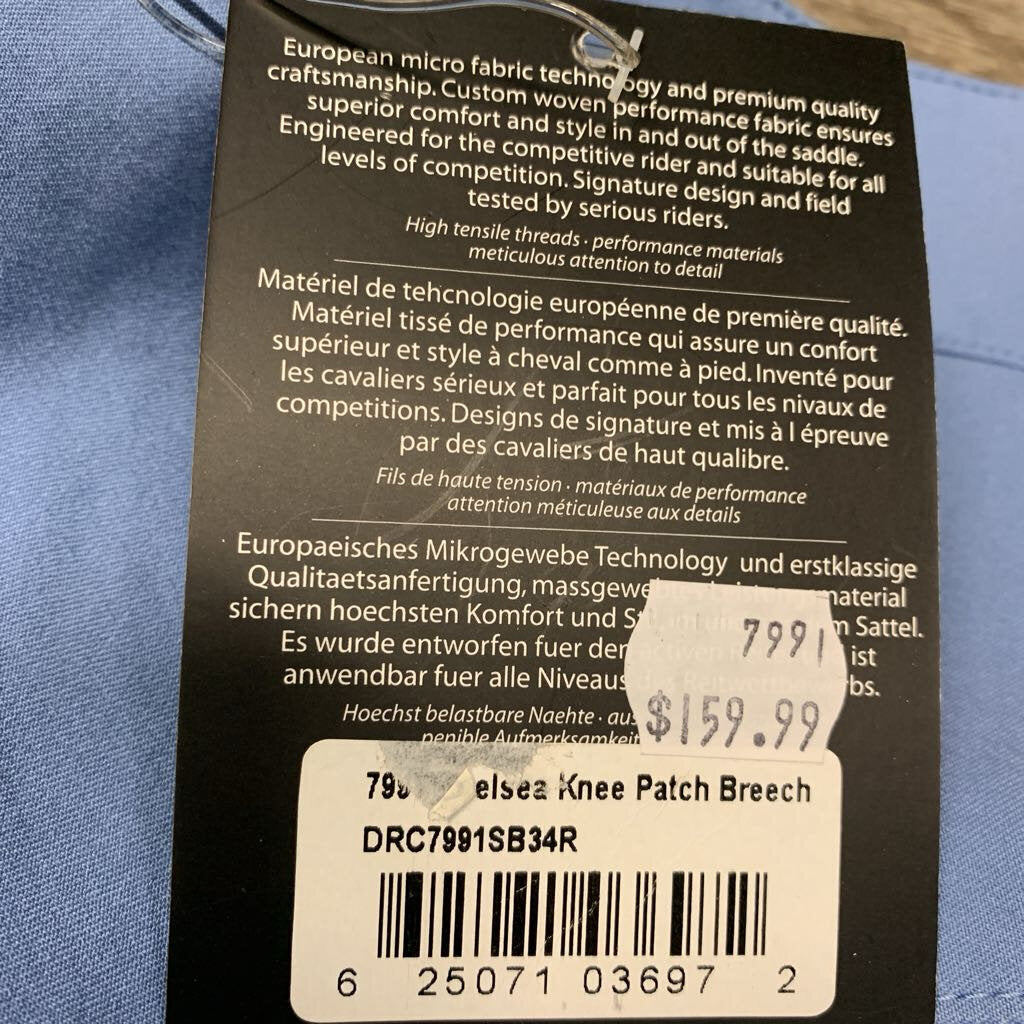 European micro fabric technology and premium quality
craftsmanship. Custom woven performance fabric ensures
superior comfort and style in and out of the saddle.
Engineered for the competitive rider and suitable for all
levels of competition. Signature design and field
tested by serious riders.
High tensile threads · performance materials
meticulous attention to detail
Matériel de tehcnologie européenne de première qualité.
Matériel tissé de performance qui assure un confort
supérieur et style à cheval comme à pied. Inventé pour
les cavaliers sérieux et parfait pour tous les nivaux de
competitions. Designs de signature et mis à l épreuve
par des cavaliers de haut qualibre.
Fils de haute tension · matériaux de performance
attention méticuleuse aux details
Europaeisches Mikrogewebe Technology und erstklassige
Qualitaetsanfertigung,
sichern hoechsten Komfort und Sattel.
Es wurde entworfen fuer ist
anwendbar fuer alle Niveaus
7991
$159.99
Hoechst belastbare Naehte ·
penible Aufmerksamkeit
Knee Patch Breech
DRC7991SB34R
6 25071 03697 2